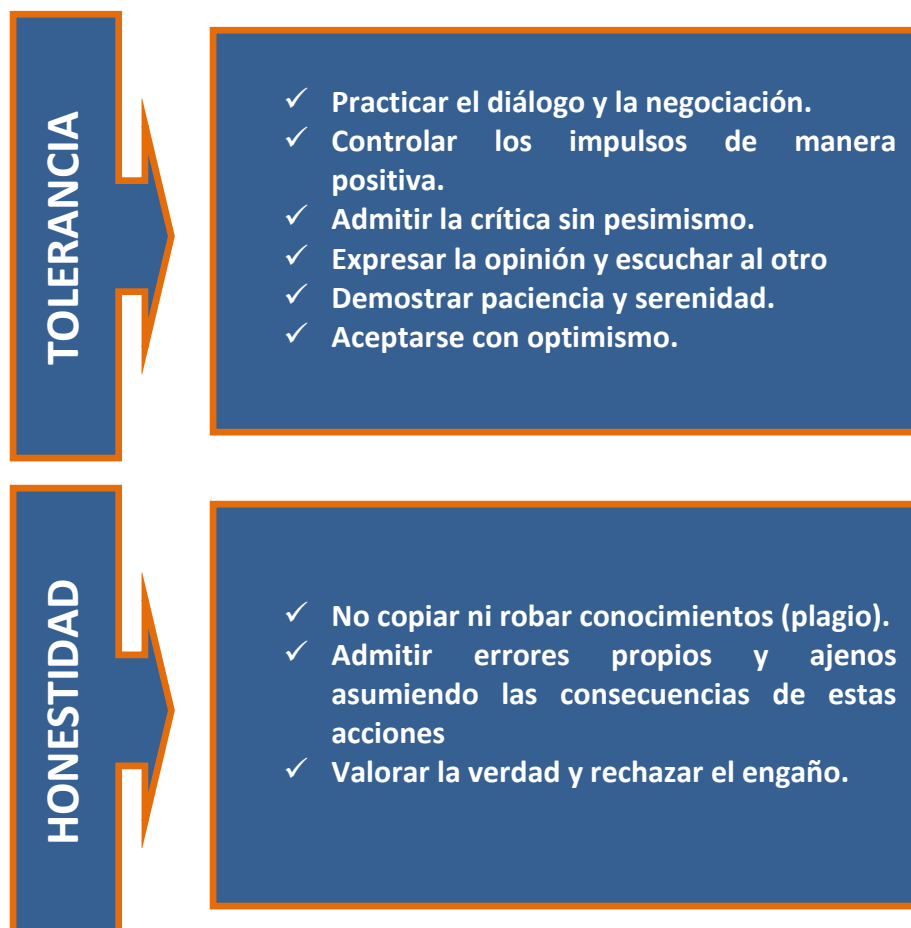 TOLERANCIA
✓ Practicar el diálogo y la negociación.
✓ Controlar los impulsos de manera
positiva.
✓ Admitir la crítica sin pesimismo.
✓ Expresar la opinión y escuchar al otro
✓ Demostrar paciencia y serenidad.
✓ Aceptarse con optimismo.
HONESTIDAD
✓ No copiar ni robar conocimientos (plagio).
✓ Admitir errores propios y ajenos
asumiendo las consecuencias de estas
acciones
✓ Valorar la verdad y rechazar el engaño.